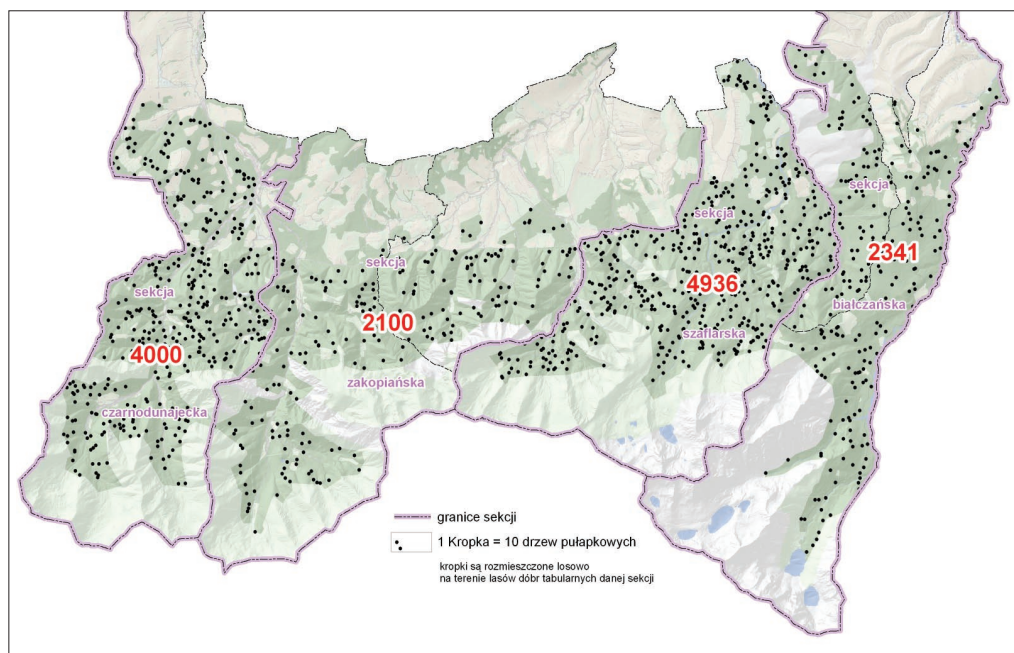 sekcja
sekcja
2341
białczańska
sekcja
4936
szaflarska
sekcja
2100
zakopiańska
sekcja
4000
czarnodunajecka
granice sekcji
1 Kropka = 10 drzew pułapkowych
kropki są rozmieszczone losowo
na terenie lasów dóbr tabularnych danej sekcji